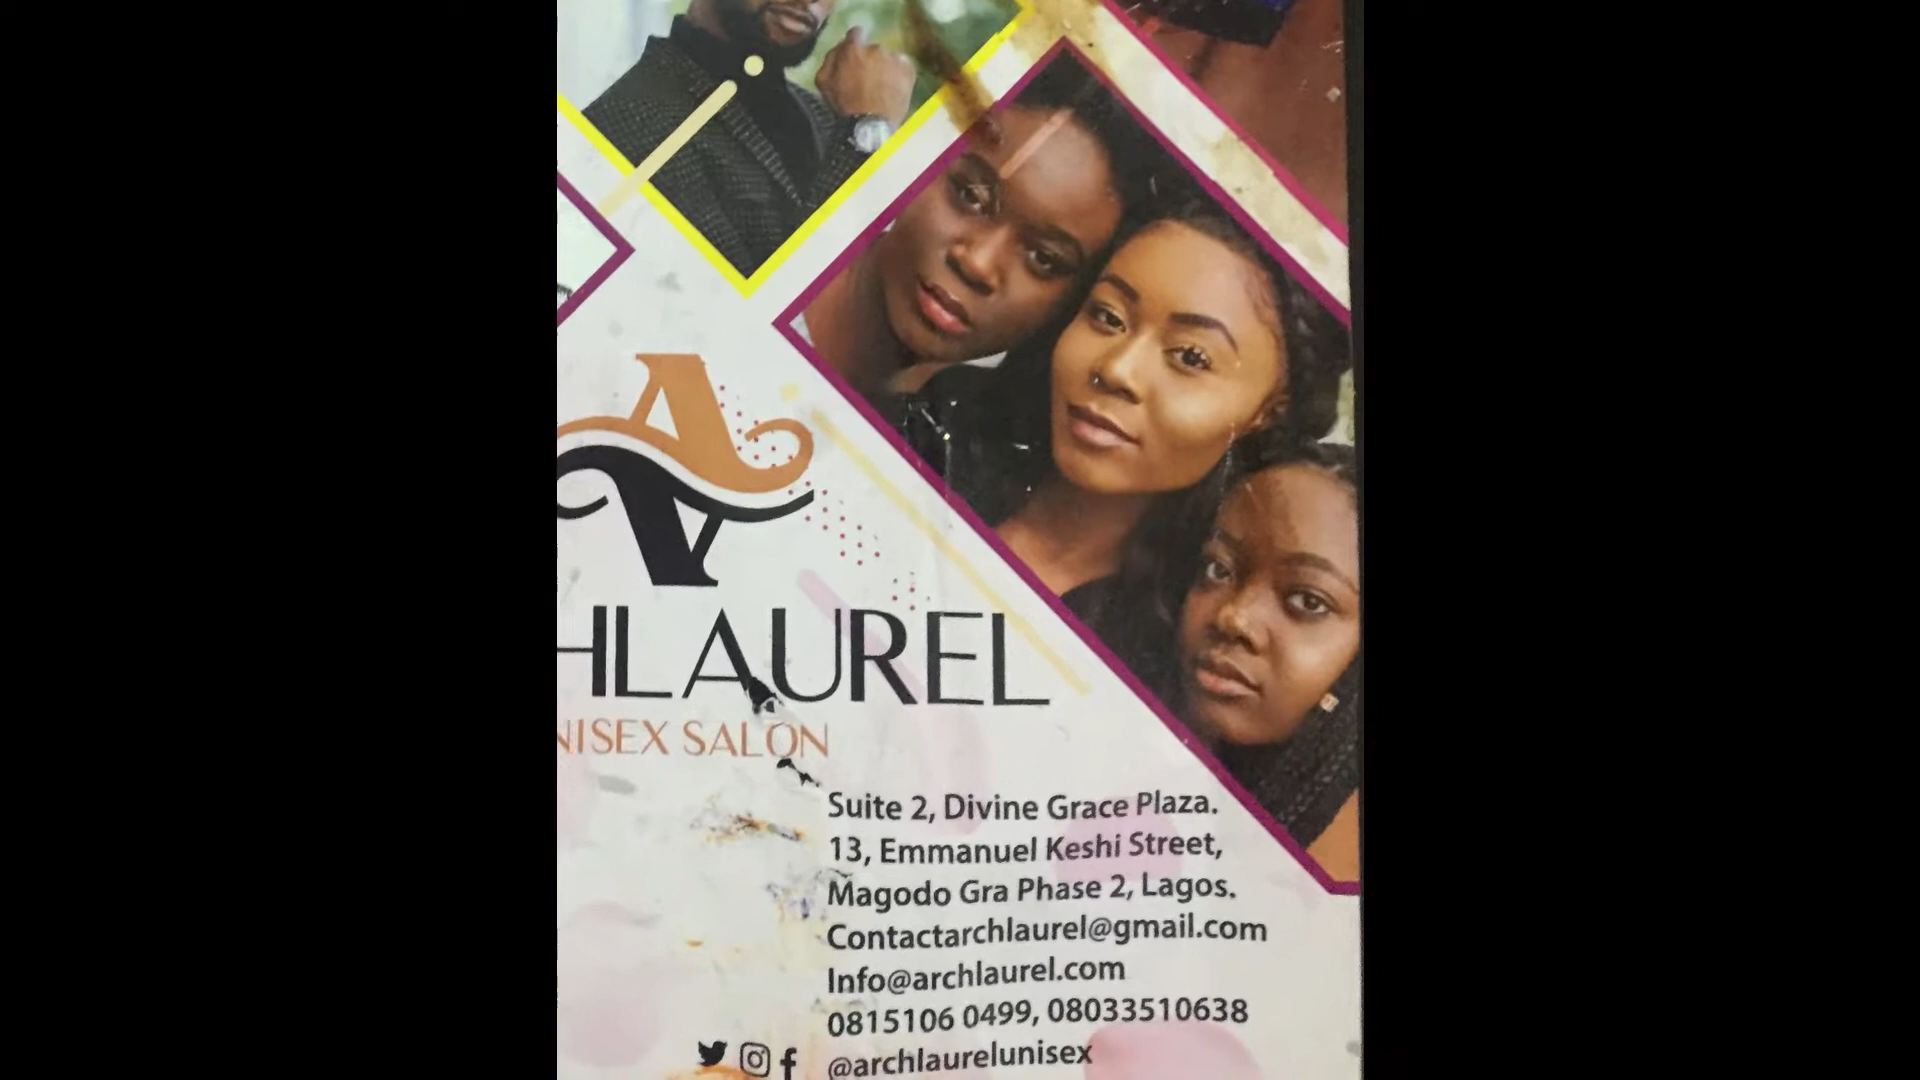 HLAUREL
NISEX SALON
Suite 2, Divine Grace Plaza.
13, Emmanuel Keshi Street,
Magodo Gra Phase 2, Lagos.
Contactarchlaurel@gmail.com
Info@archlaurel.com
0815106 0499, 08033510638
@archlaurelunisex